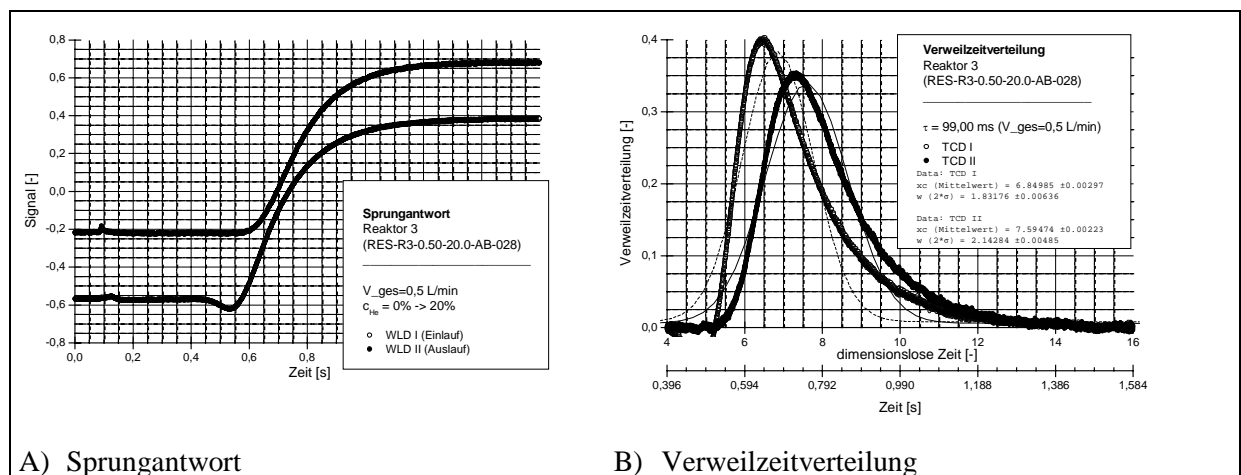 0,8
0,6
0,4
0,2
0,0
-0,2
-0,4
-0,6
-0,8
Signal [-]
0,0 0,2 0,4 0,6 0,8
Zeit [s]
Sprungantwort
Reaktor 3
(RES-R3-0.50-20.0-AB-028)
V_ges=0,5 L/min
c_He = 0% -> 20%
WLD I (Einlauf)
WLD II (Auslauf)
0,4
0,3
0,2
0,1
0,0
Verweilzeitverteilung [-]
4 6 8 10 12 14 16
dimensionslose Zeit [-]
0,396 0,594 0,792 0,990 1,188 1,386 1,584
Zeit [s]
Verweilzeitverteilung
Reaktor 3
(RES-R3-0.50-20.0-AB-028)
τ = 99,00 ms (V_ges=0,5 L/min)
TCD I
TCD II
Data: TCD I
xc (Mittelwert) = 6.84985 ±0.00297
w (2*σ) = 1.83176 ±0.00636
Data: TCD II
xc (Mittelwert) = 7.59474 ±0.00223
w (2*σ) = 2.14284 ±0.00485
A) Sprungantwort
B) Verweilzeitverteilung